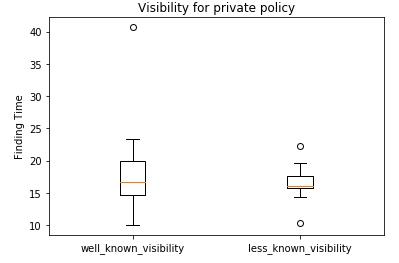 Visibility for private policy
Finding Time
40
35
30
25
20
15
10
well_known_visibility
less_known_visibility